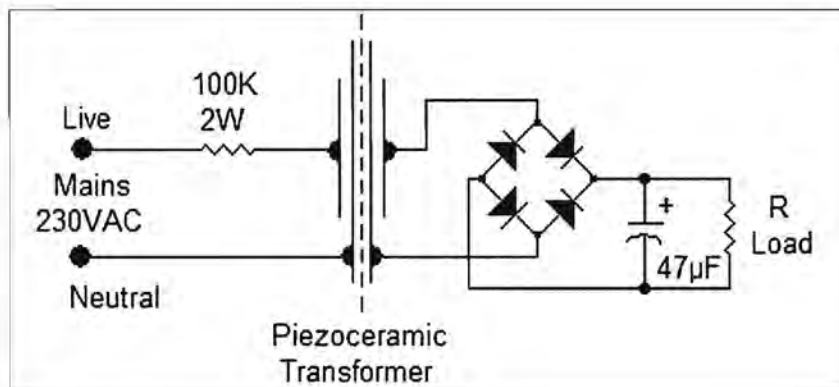 100K
2W
Live
Mains
230VAC
Neutral
Piezoceramic
Transformer
+
47µF
R
Load